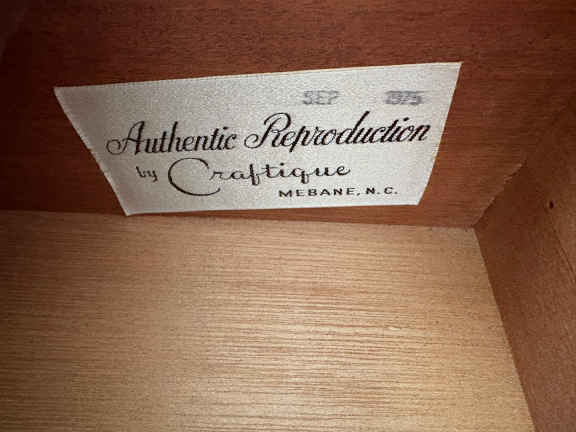 SEP 1975
Authentic Reproduction
by Craftique
MEBANE, N.C.